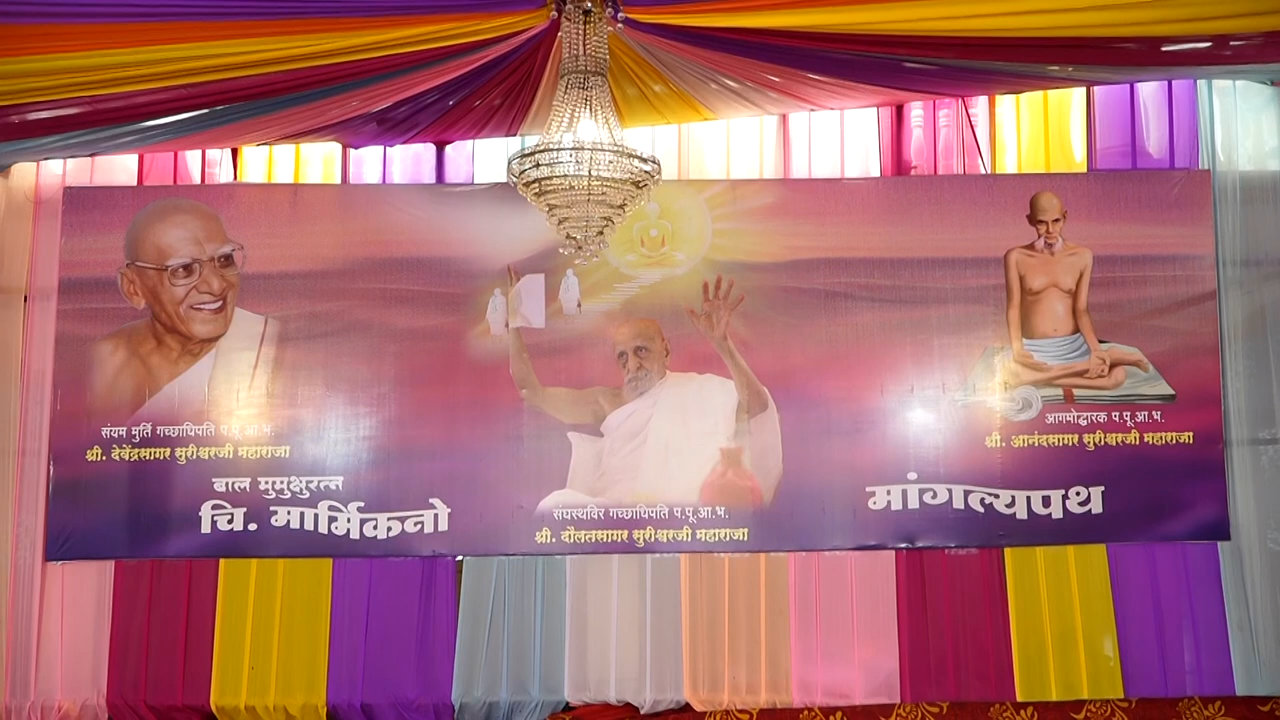 संयम मुर्ति गच्छाधिपति प.पू.आ.भ.
श्री. देवेंद्रसागर सुरीश्वरजी महाराजा
बाल मुमुक्षुरत्न
चि. मार्मिकनो
संघस्थविर गच्छाधिपति प.पू.आ.भ.
श्री. दौलतसागर सुरीश्वरजी महाराजा
आगमोद्धारक प.पू.आ.भ.
श्री. आनंदसागर सुरीश्वरजी महाराजा
मांगल्यपथ